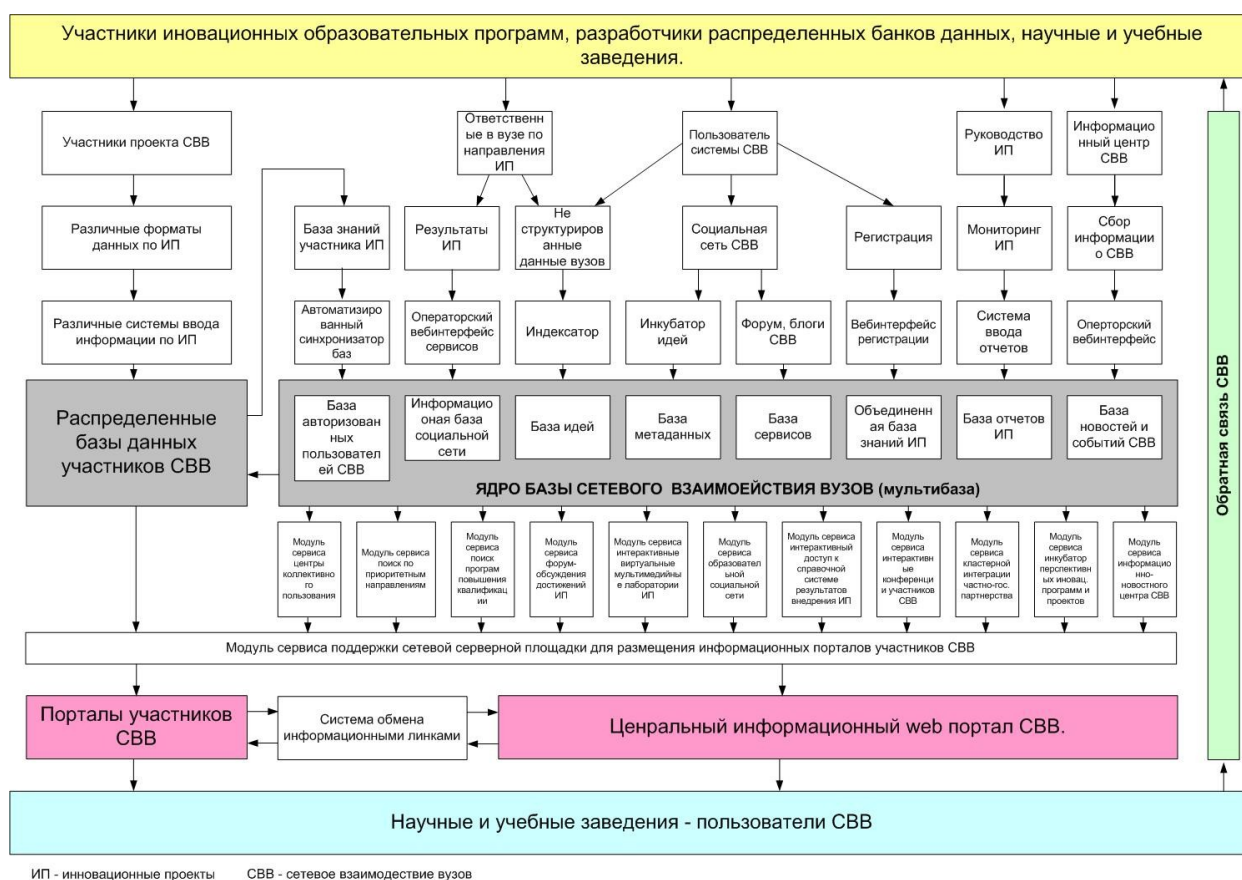 Участники иновационных образовательных программ, разработчики распределенных банков данных, научные и учебные
заведения.
Участники проекта СВВ
Ответственн
ые в вузе по
направления
ИП
Пользователь
системы СВВ
Руководство
ИП
Информацио
нный центр
СВВ
Различные форматы
данных по ИП
База знаний
участника ИП
Результаты
ИП
Не
структуриров
анные
данные вузов
Социальная
сеть СВВ
Регистрация
Мониторинг
ИП
Сбор
информации
о СВВ
Различные системы ввода
информации по ИП
Автоматизиро
ванный
синхронизатор
баз
Операторский
вебинтерфейс
сервисов
Индексатор
Инкубатор
идей
Форум, блоги
СВВ
Вебинтерфейс
регистрации
Система
ввода
отчетов
Оперторский
вебинтерфейс
Распределенные
базы данных
участников СВВ
База
авторизован
ных
пользовател
ей СВВ
Информацио
оная база
социальной
сети
База идей
База
метаданных
База
сервисов
Объединенн
ая база
знаний ИП
База отчетов
ИП
База
новостей и
событий СВВ
ЯДРО БАЗЫ СЕТЕВОГО ВЗАИМОЕЙСТВИЯ ВУЗОВ (мультибаза)
Модуль
сервиса
центры
коллективно
го
пользования
Модуль сервиса
поиск по
приоритетным
направлениям
Модуль
сервиса
поиск
програм
повышения
квалификац
ии
Модуль
сервиса
форум-
обсуждения
достижений
ИП
Модуль сервиса
интерактивные
виртуальные
мультимедийны
е лаборатории
ИП
Модуль
сервиса
образовател
ьной
социальной
сети
Модуль сервиса
интерактивный
доступ к
справочной
системе
результатов
внедрения ИП
Модуль
сервиса
интерактив
ные
конференци
и участников
СВВ
Модуль
сервиса
кластерной
интеграции
частно-гос.
партнерства
Модуль
сервиса
инкубатор
перспектив
ных иновац.
программ и
проектов
Модуль
сервиса
информацио
нно-
новостного
центра СВВ
Модуль сервиса поддержки сетевой серверной площадки для размещения информационных порталов участников СВВ
Порталы участников
СВВ
Система обмена
информационными линками
Ценральный информационный web портал СВВ.
Обратная связь СВВ
Научные и учебные заведения - пользователи СВВ
ИП - инновационные проекты СВВ - сетевое взаимодествие вузов